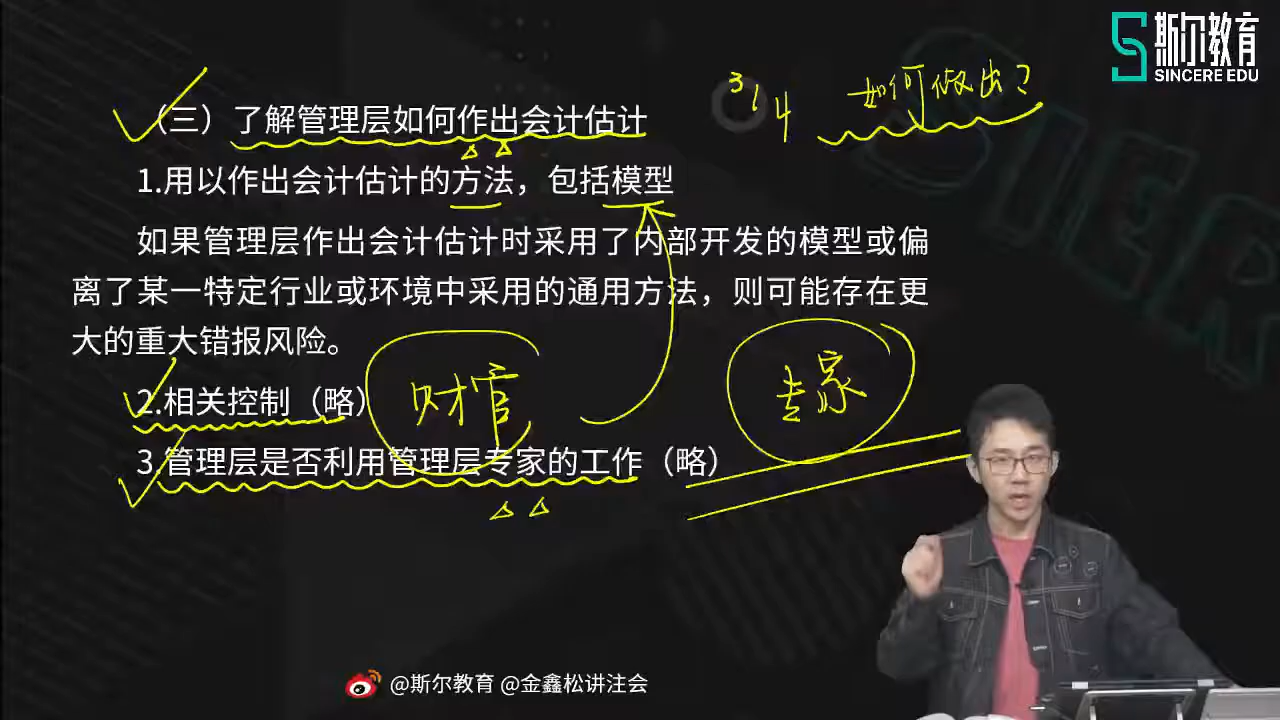 斯尔教育
SINCERE EDU
3 1 4 如何做出？
（三）了解管理层如何作出会计估计
1.用以作出会计估计的方法，包括模型
如果管理层作出会计估计时采用了内部开发的模型或偏
离了某一特定行业或环境中采用的通用方法，则可能存在更
大的重大错报风险。
2.相关控制（略）
财官
专家
3.管理层是否利用管理层专家的工作（略）
@斯尔教育 @金鑫松讲注会